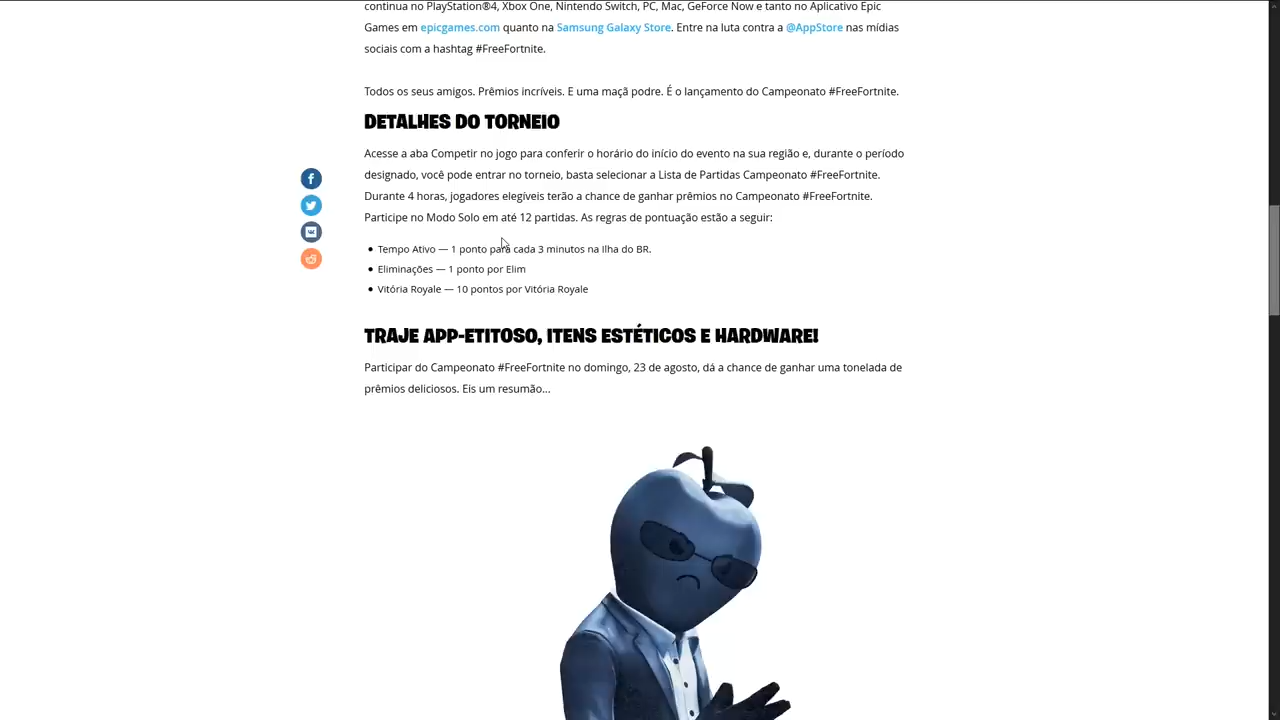 continua no PlayStation®4, Xbox One, Nintendo Switch, PC, Mac, GeForce Now e tanto no Aplicativo Epic
Games em epicgames.com quanto na Samsung Galaxy Store. Entre na luta contra a @AppStore nas mídias
sociais com a hashtag #FreeFortnite.
Todos os seus amigos. Prêmios incríveis. E uma maçã podre. É o lançamento do Campeonato #FreeFortnite.
DETALHES DO TORNEIO
Acesse a aba Competir no jogo para conferir o horário do início do evento na sua região e, durante o período
designado, você pode entrar no torneio, basta selecionar a Lista de Partidas Campeonato #FreeFortnite.
Durante 4 horas, jogadores elegíveis terão a chance de ganhar prêmios no Campeonato #FreeFortnite.
Participe no Modo Solo em até 12 partidas. As regras de pontuação estão a seguir:
• Tempo Ativo — 1 ponto para cada 3 minutos na Ilha do BR.
• Eliminações — 1 ponto por Elim
• Vitória Royale — 10 pontos por Vitória Royale
TRAJE APP-ETITOSO, ITENS ESTÉTICOS E HARDWARE!
Participar do Campeonato #FreeFortnite no domingo, 23 de agosto, dá a chance de ganhar uma tonelada de
prêmios deliciosos. Eis um resumão...